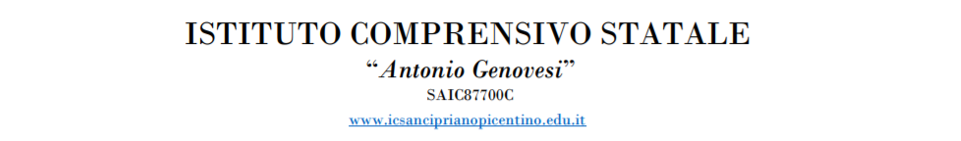 ISTITUTO COMPRENSIVO STATALE
“Antonio Genovesi”
SAIC87700C
www.icsanciprianopicentino.edu.it